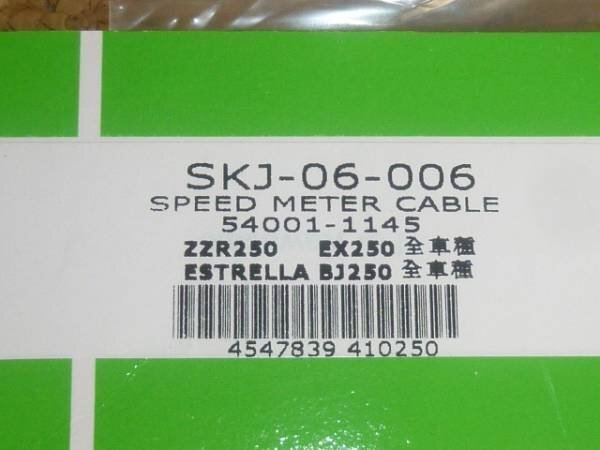 SKJ-06-006
SPEED METER CABLE
54001-1145
ZZR250 EX250 全車種
ESTRELLA BJ250 全車種
4547839 410250